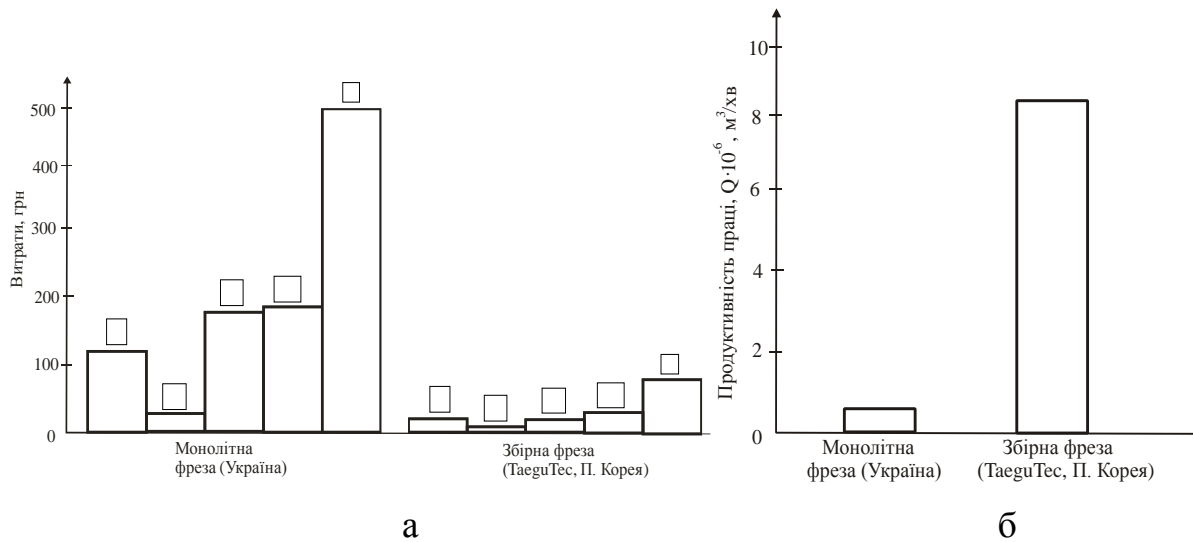 Витрати, грн
500
400
300
200
100
0
Монолітна
фреза (Україна)
Збірна фреза
(TaeguTec, П. Корея)
а
Продуктивність праці, Q·10⁻⁶ , м³/хв
10
8
6
4
2
0
Монолітна
фреза (Україна)
Збірна фреза
(TaeguTec, П. Корея)
б